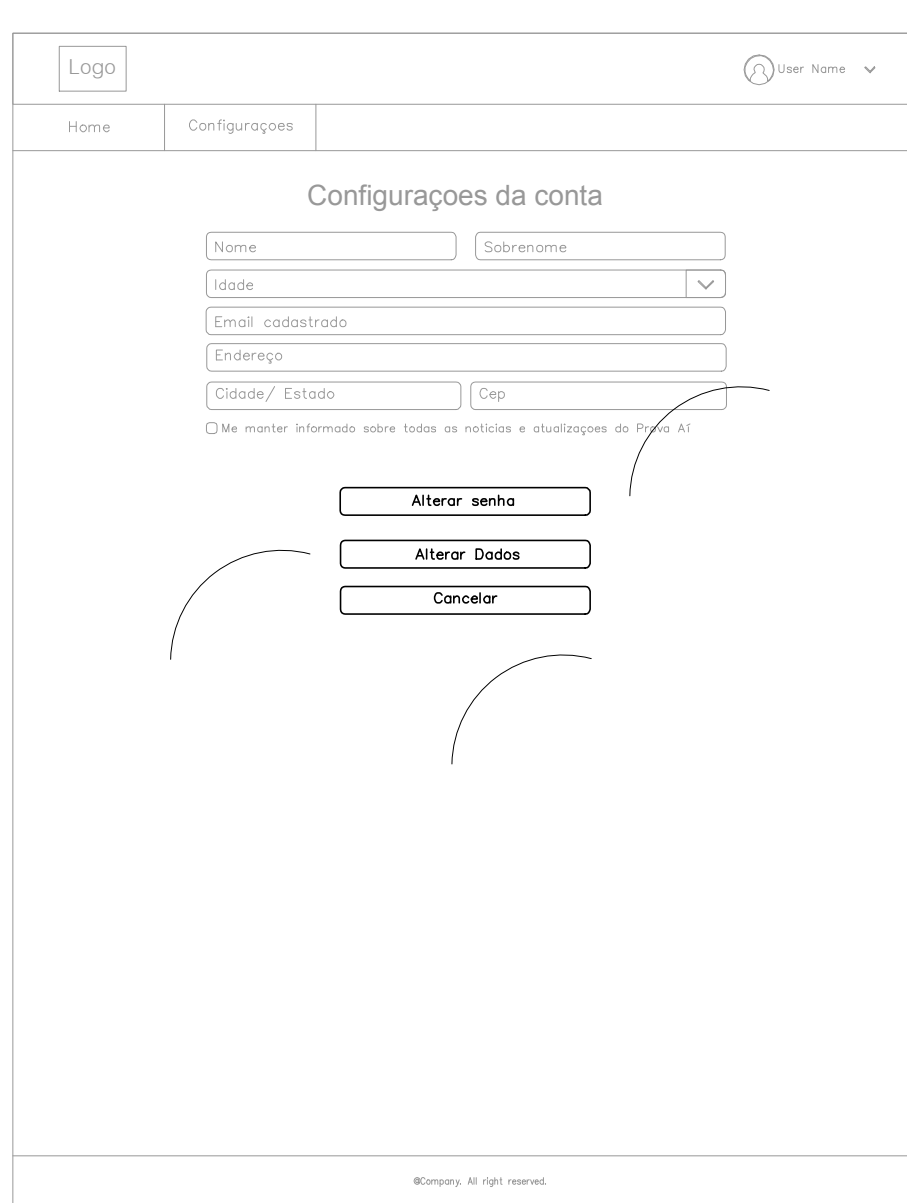 Logo
User Name
Home
Configuraçoes
Configuraçoes da conta
Nome
Sobrenome
Idade
Email cadastrado
Endereço
Cidade/ Estado
Cep
Me manter informado sobre todas as noticias e atualizaçoes do Prova Aí
Alterar senha
Alterar Dados
Cancelar
@Company. All right reserved.